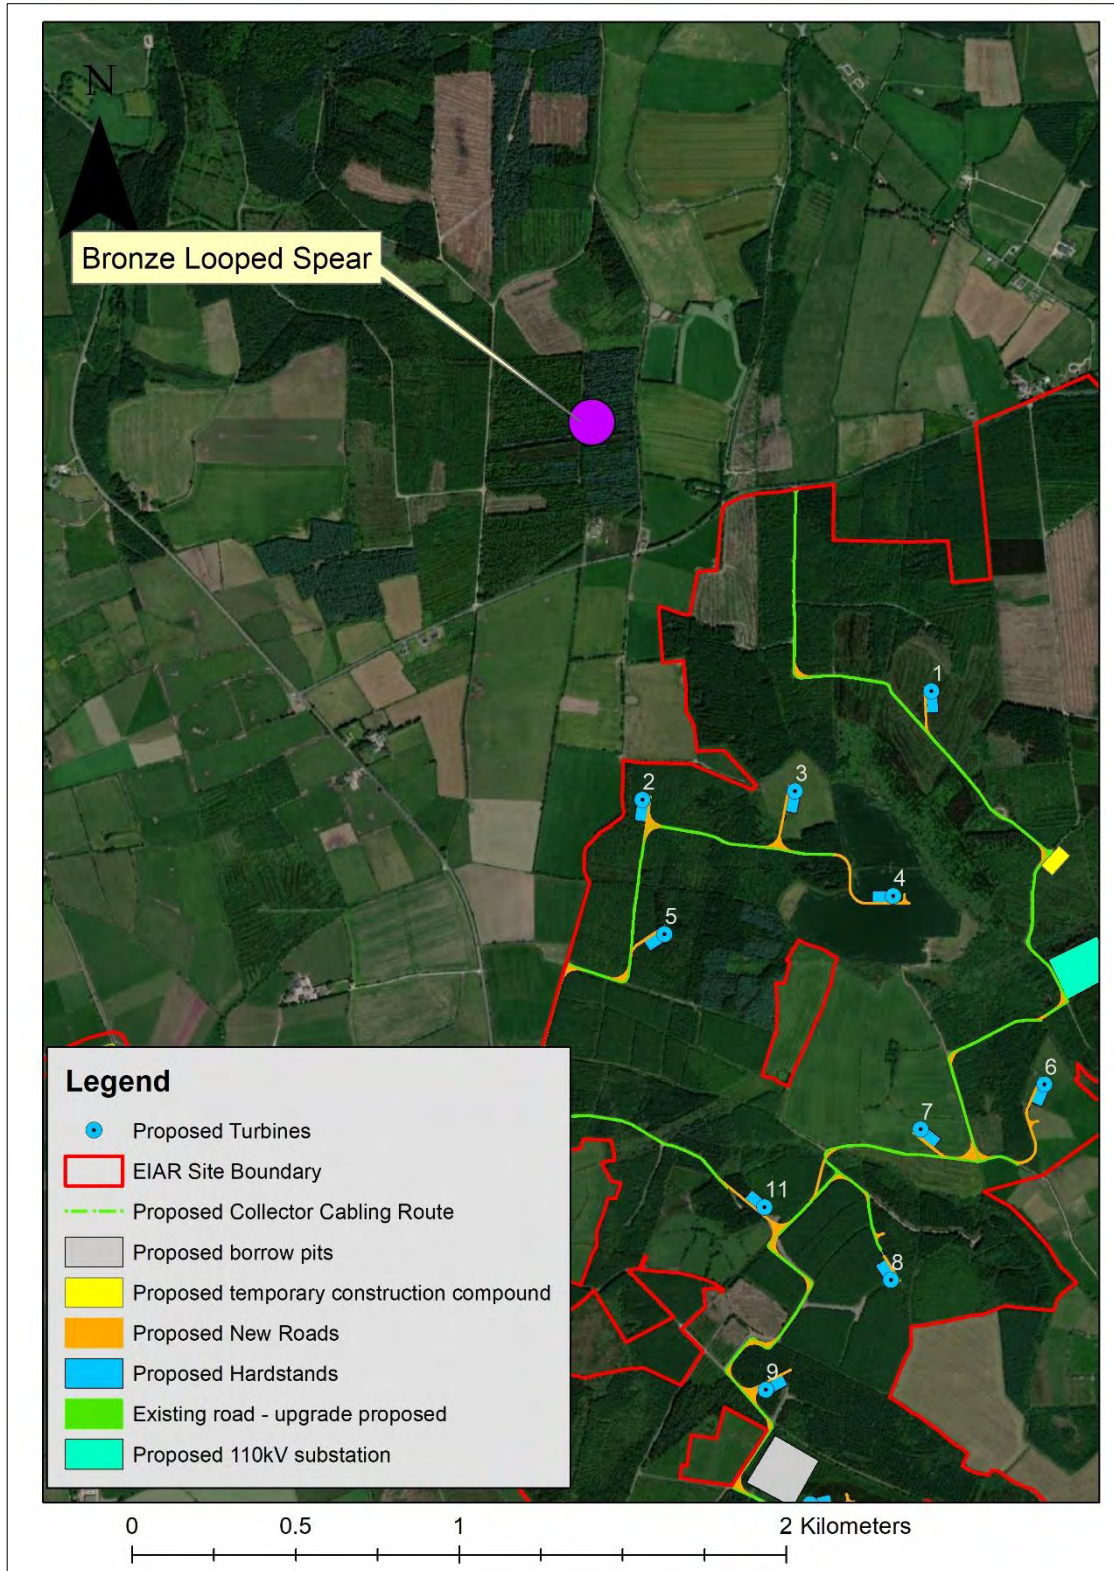 N
Bronze Looped Spear
1
2
3
4
5
6
7
11
8
9
Legend
Proposed Turbines
EIAR Site Boundary
Proposed Collector Cabling Route
Proposed borrow pits
Proposed temporary construction compound
Proposed New Roads
Proposed Hardstands
Existing road - upgrade proposed
Proposed 110kV substation
0 0.5 1 2 Kilometers